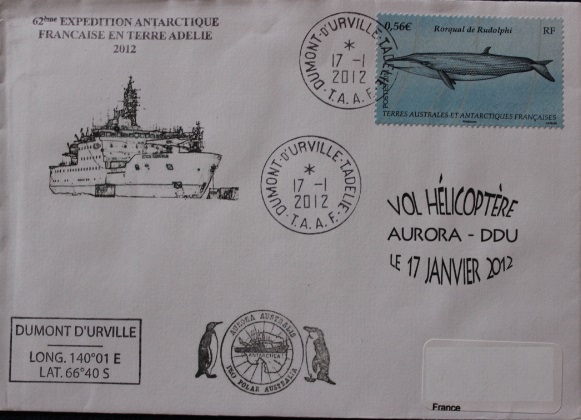 62ème EXPEDITION ANTARCTIQUE
FRANCAISE EN TERRE ADELIE
2012
DUMONT-D'URVILLE-T.ADELIE
*
17 -1
2012
T.A.A.F.
0,56€ Rorqual de Rudolphi RF
POSTES
TERRES AUSTRALES ET ANTARCTIQUES FRANÇAISES
DUMONT-D'URVILLE-T.ADELIE
*
17 -1
2012
T.A.A.F.
VOL HÉLICOPTÈRE
AURORA - DDU
LE 17 JANVIER 2012
DUMONT D'URVILLE
LONG. 140°01 E
LAT. 66°40 S
AURORA AUSTRALIS
ANTARCTICA
POLAR AUSTRALIA
France